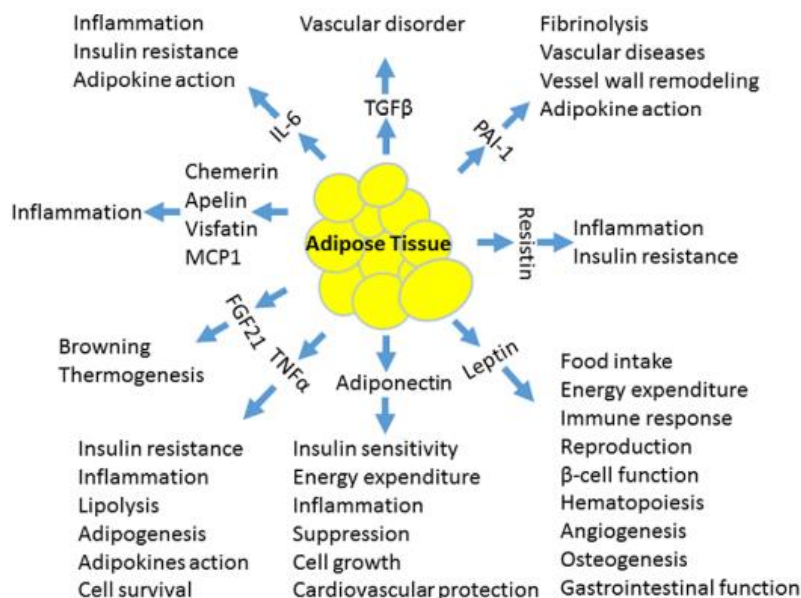 Inflammation
Insulin resistance
Adipokine action
IL-6
Vascular disorder
TGFβ
Fibrinolysis
Vascular diseases
Vessel wall remodeling
Adipokine action
PAI-1
Chemerin
Apelin
Visfatin
MCP1
Inflammation
Adipose Tissue
Resistin
Inflammation
Insulin resistance
FGF21
Browning
Thermogenesis
TNFα
Insulin resistance
Inflammation
Lipolysis
Adipogenesis
Adipokines action
Cell survival
Adiponectin
Insulin sensitivity
Energy expenditure
Inflammation
Suppression
Cell growth
Cardiovascular protection
Leptin
Food intake
Energy expenditure
Immune response
Reproduction
β-cell function
Hematopoiesis
Angiogenesis
Osteogenesis
Gastrointestinal function